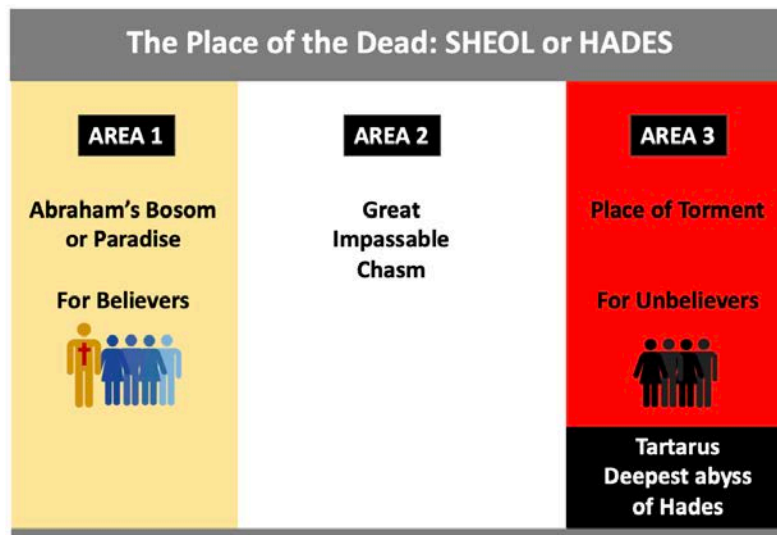 The Place of the Dead: SHEOL or HADES
AREA 1
Abraham's Bosom
or Paradise
For Believers
AREA 2
Great
Impassable
Chasm
AREA 3
Place of Torment
For Unbelievers
Tartarus
Deepest abyss
of Hades